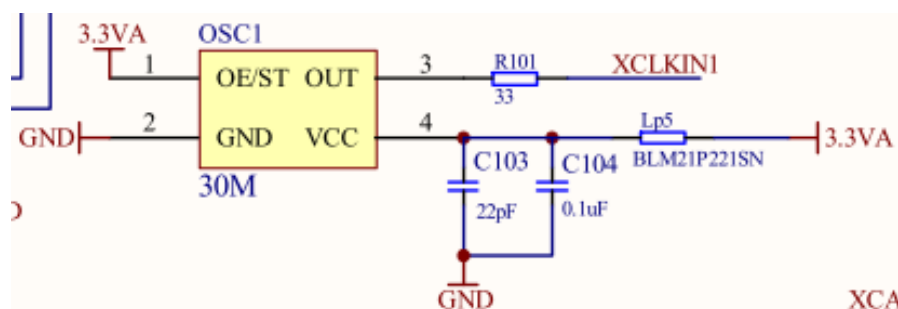 3.3VA
OSC1
1
OE/ST OUT
3
R101
33
XCLKIN1
GND
2
GND VCC
4
Lp5
BLM21P221SN
3.3VA
30M
C103
22pF
C104
0.1uF
GND
XCA